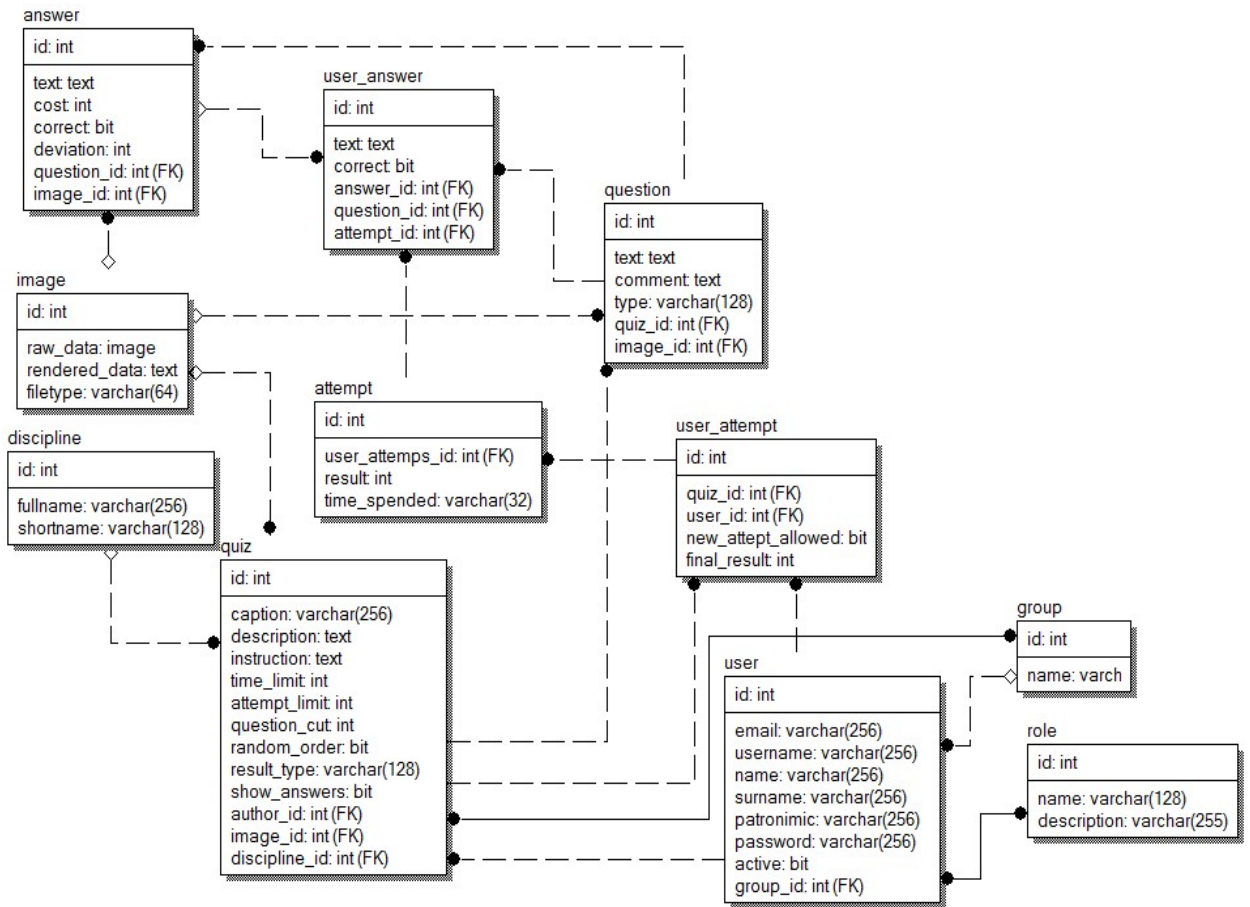 answer
id: int
text: text
cost: int
correct: bit
deviation: int
question_id: int (FK)
image_id: int (FK)
user_answer
id: int
text: text
correct: bit
answer_id: int (FK)
question_id: int (FK)
attempt_id: int (FK)
question
id: int
text: text
comment: text
type: varchar(128)
quiz_id: int (FK)
image_id: int (FK)
image
id: int
raw_data: image
rendered_data: text
filetype: varchar(64)
attempt
id: int
user_attemps_id: int (FK)
result: int
time_spended: varchar(32)
user_attempt
id: int
quiz_id: int (FK)
user_id: int (FK)
new_attept_allowed: bit
final_result: int
discipline
id: int
fullname: varchar(256)
shortname: varchar(128)
quiz
id: int
caption: varchar(256)
description: text
instruction: text
time_limit: int
attempt_limit: int
question_cut: int
random_order: bit
result_type: varchar(128)
show_answers: bit
author_id: int (FK)
image_id: int (FK)
discipline_id: int (FK)
user
id: int
email: varchar(256)
username: varchar(256)
name: varchar(256)
surname: varchar(256)
patronimic: varchar(256)
password: varchar(256)
active: bit
group_id: int (FK)
group
id: int
name: varch
role
id: int
name: varchar(128)
description: varchar(255)